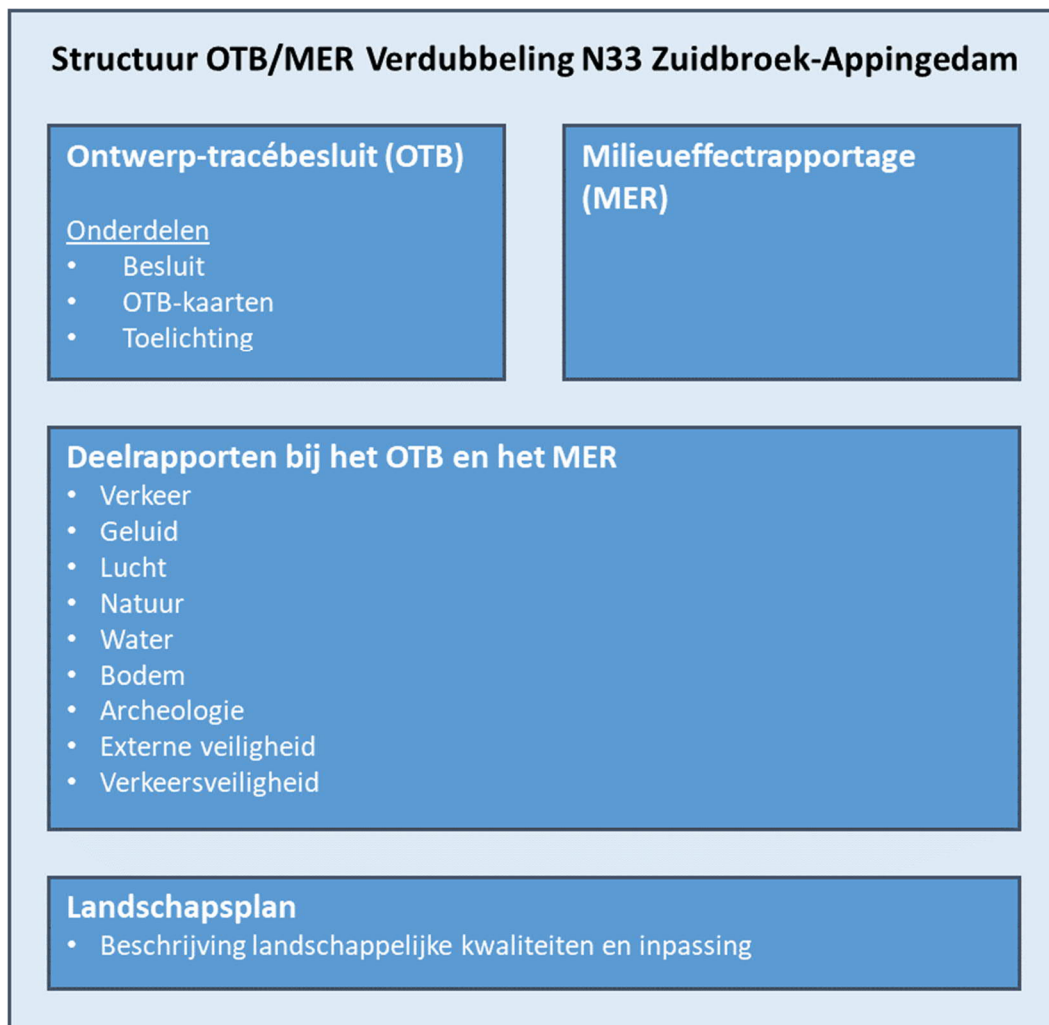 Structuur OTB/MER Verdubbeling N33 Zuidbroek-Appingedam
Ontwerp-tracébesluit (OTB)
Onderdelen
• Besluit
• OTB-kaarten
• Toelichting
Milieueffectrapportage
(MER)
Deelrapporten bij het OTB en het MER
• Verkeer
• Geluid
• Lucht
• Natuur
• Water
• Bodem
• Archeologie
• Externe veiligheid
• Verkeersveiligheid
Landschapsplan
• Beschrijving landschappelijke kwaliteiten en inpassing